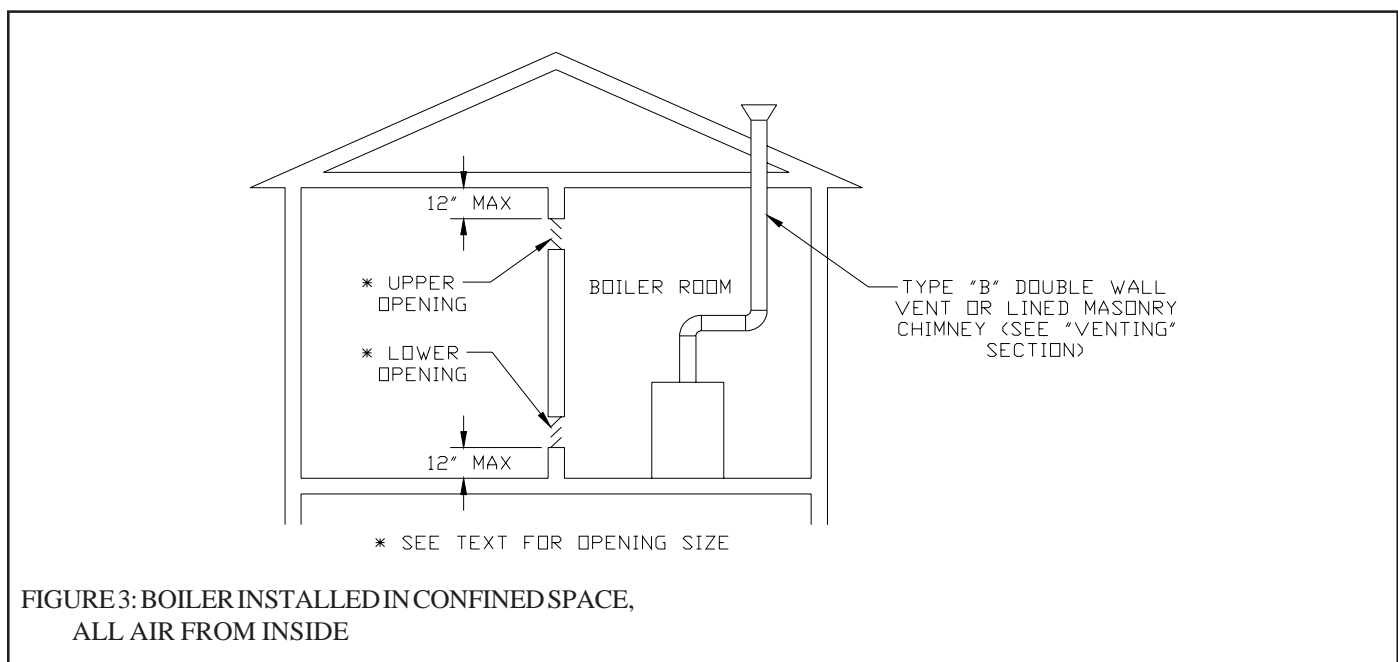 12" MAX
* UPPER
OPENING
BOILER ROOM
TYPE "B" DOUBLE WALL
VENT OR LINED MASONRY
CHIMNEY (SEE "VENTING"
SECTION)
* LOWER
OPENING
12" MAX
* SEE TEXT FOR OPENING SIZE
FIGURE 3: BOILER INSTALLED IN CONFINED SPACE,
ALL AIR FROM INSIDE